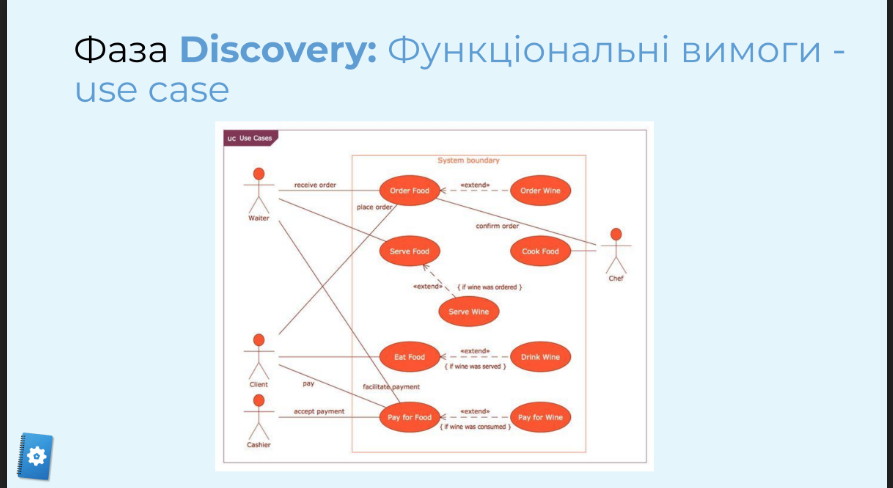 Фаза Discovery: Функціональні вимоги -
use case
uc Use Cases
System boundary
receive order
Order Food
«extend»
Order Wine
Waiter
place order
confirm order
Serve Food
Cook Food
Chef
«extend»
{ if wine was ordered }
Serve Wine
Eat Food
«extend»
Drink Wine
{ if wine was served }
Client
pay
facilitate payment
accept payment
Pay for Food
«extend»
Pay for Wine
{ if wine was consumed }
Cashier